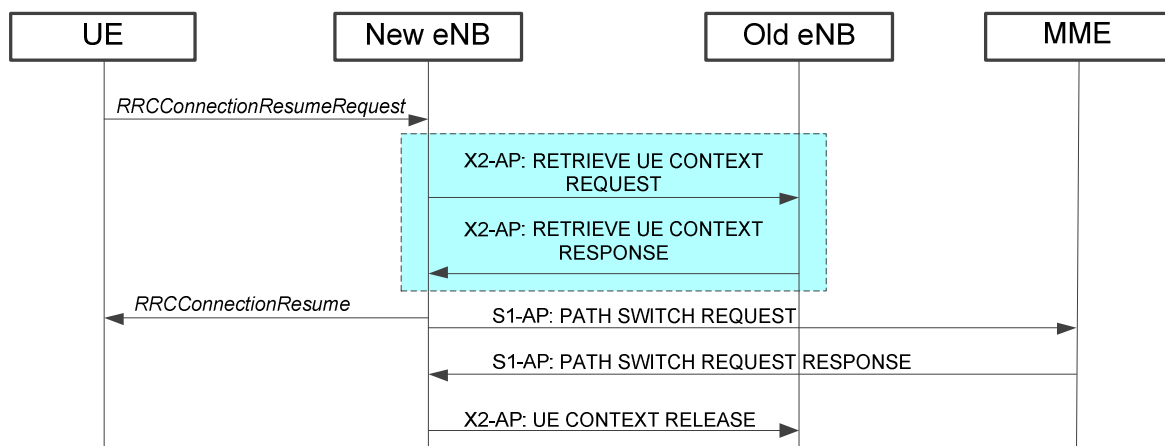 UE
New eNB
Old eNB
MME
RRCConnectionResumeRequest
X2-AP: RETRIEVE UE CONTEXT
REQUEST
X2-AP: RETRIEVE UE CONTEXT
RESPONSE
RRCConnectionResume
S1-AP: PATH SWITCH REQUEST
S1-AP: PATH SWITCH REQUEST RESPONSE
X2-AP: UE CONTEXT RELEASE